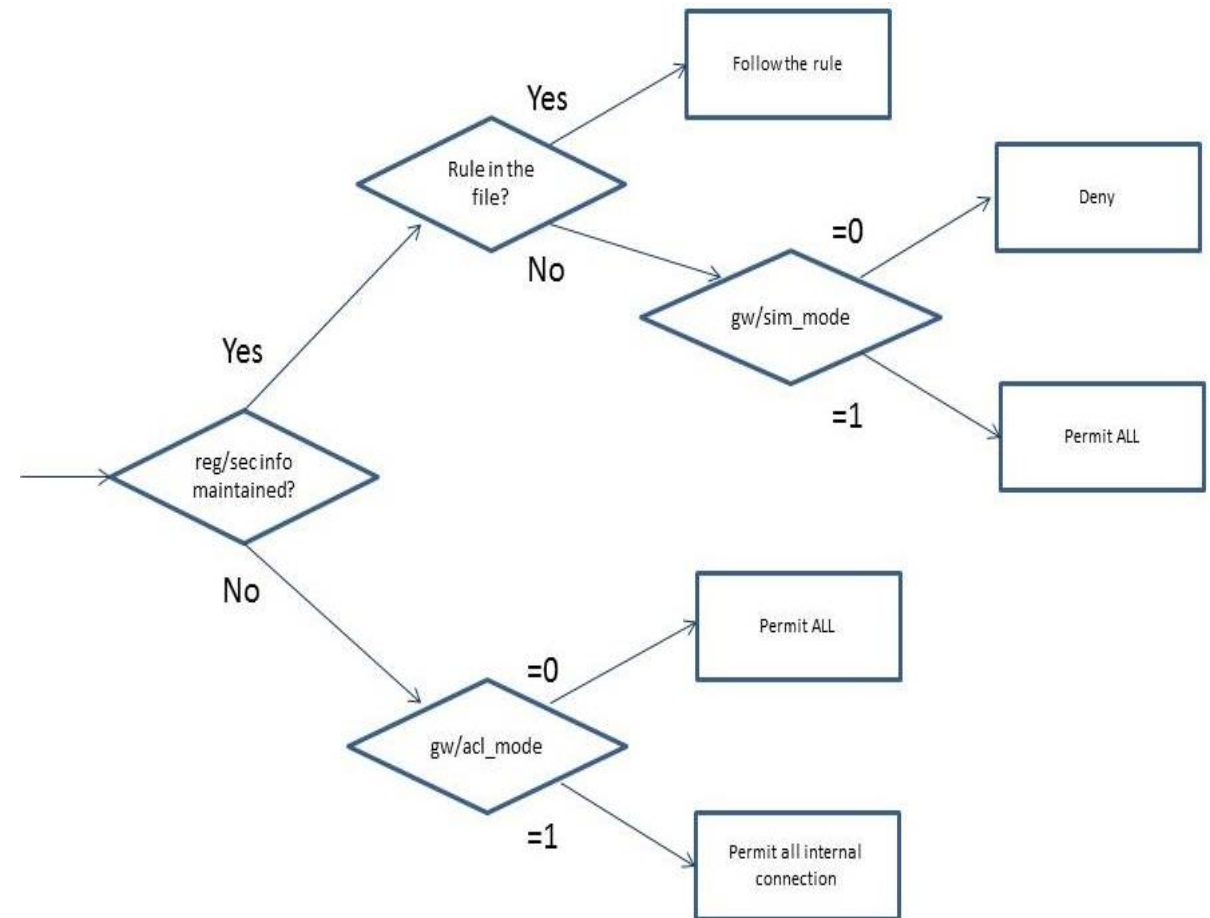 Follow the rule
Yes
Rule in the
file?
Deny
=0
No
gw/sim_mode
Yes
=1
Permit ALL
reg/sec info
maintained?
No
Permit ALL
=0
gw/acl_mode
=1
Permit all internal
connection